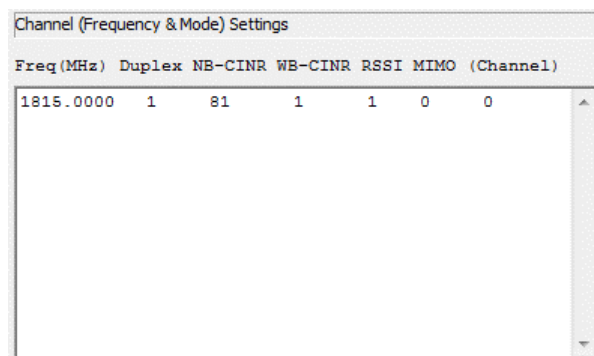 Channel (Frequency & Mode) Settings
Freq(MHz) Duplex NB-CINR WB-CINR RSSI MIMO (Channel)
1815.0000 1 81 1 1 0 0